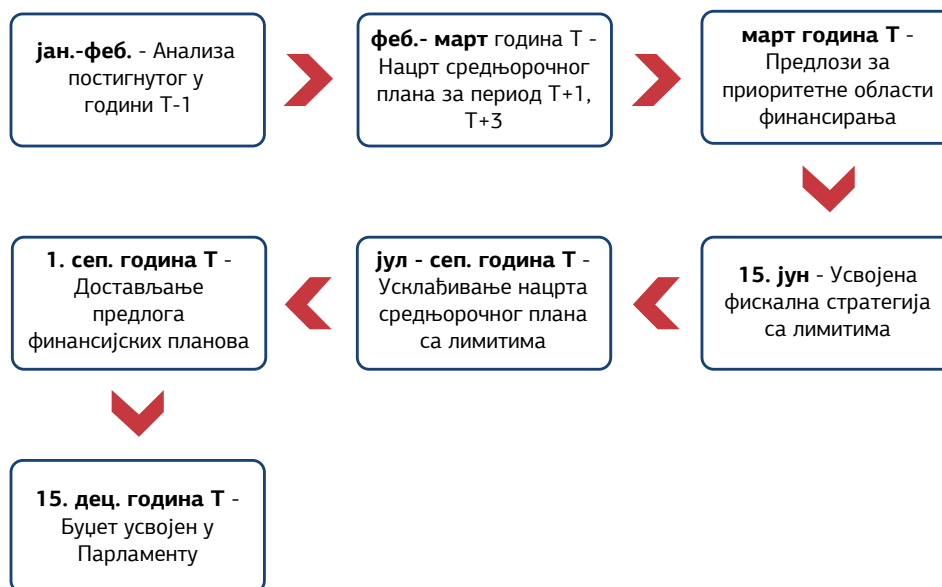 јан.-феб. - Анализа
постигнутог у
години Т-1
феб.- март година Т -
Нацрт средњорочног
плана за период Т+1,
Т+3
март година Т -
Предлози за
приоритетне области
финансирања
15. јун - Усвојена
фискална стратегија
са лимитима
јул - сеп. година Т -
Усклађивање нацрта
средњорочног плана
са лимитима
1. сеп. година Т -
Достављање
предлога
финансијских планова
15. дец. година Т -
Буџет усвојен у
Парламенту